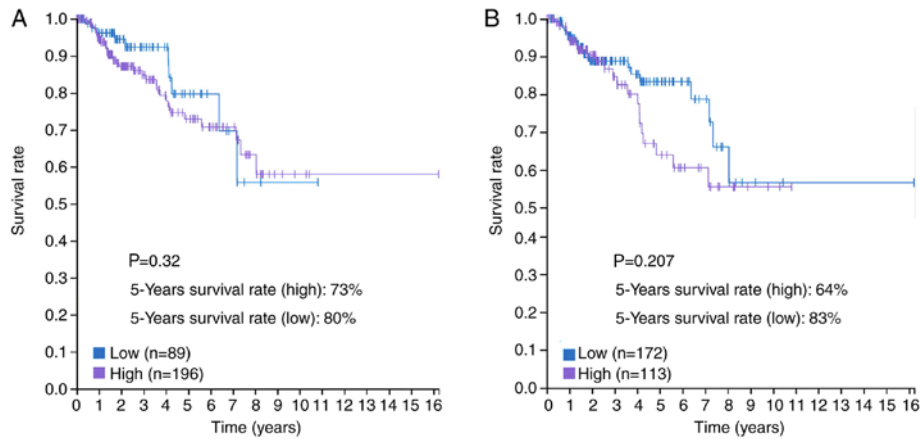 A
1.0
0.9
0.8
0.7
0.6
0.5
0.4
0.3
0.2
0.1
0.0
Survival rate
P=0.32
5-Years survival rate (high): 73%
5-Years survival rate (low): 80%
Low (n=89)
High (n=196)
0 1 2 3 4 5 6 7 8 9 10 11 12 13 14 15 16
Time (years)
B
1.0
0.9
0.8
0.7
0.6
0.5
0.4
0.3
0.2
0.1
0.0
Survival rate
P=0.207
5-Years survival rate (high): 64%
5-Years survival rate (low): 83%
Low (n=172)
High (n=113)
0 1 2 3 4 5 6 7 8 9 10 11 12 13 14 15 16
Time (years)